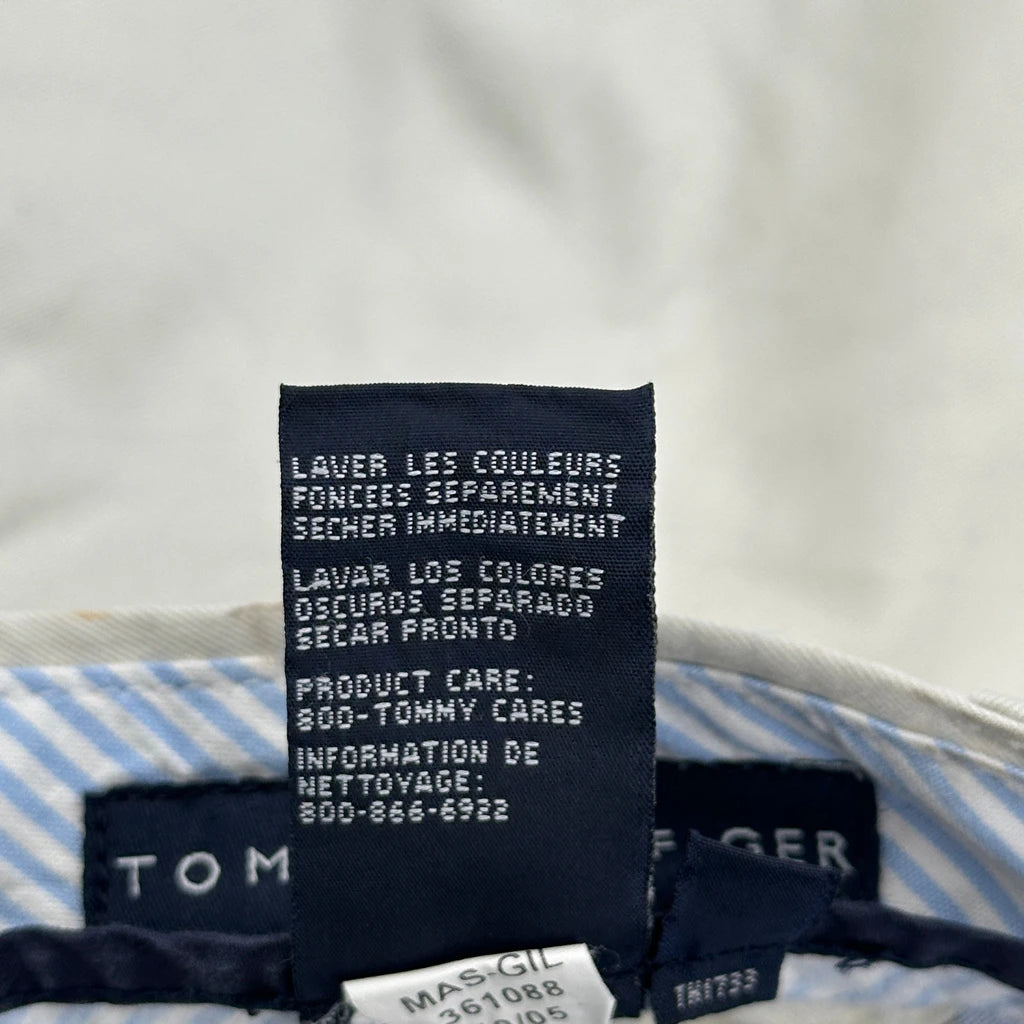 LAVER LES COULEURS
FONCEES SEPAREMENT
SECHER IMMEDIATEMENT
LAVAR LOS COLORES
OSCUROS SEPARADO
SECAR PRONTO
PRODUCT CARE:
800-TOMMY CARES
INFORMATION DE
NETTOYAGE:
800-866-6922
TOM
GER
MAS-GIL
361088